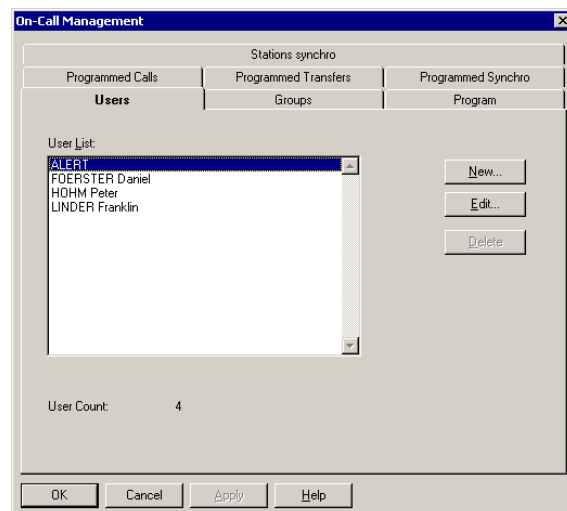 On-Call Management
Stations synchro
Programmed Calls Programmed Transfers Programmed Synchro
Users Groups Program
User List:
ALERT
FOERSTER Daniel
HOHM Peter
LINDER Franklin
New...
Edit...
Delete
User Count: 4
OK Cancel Apply Help